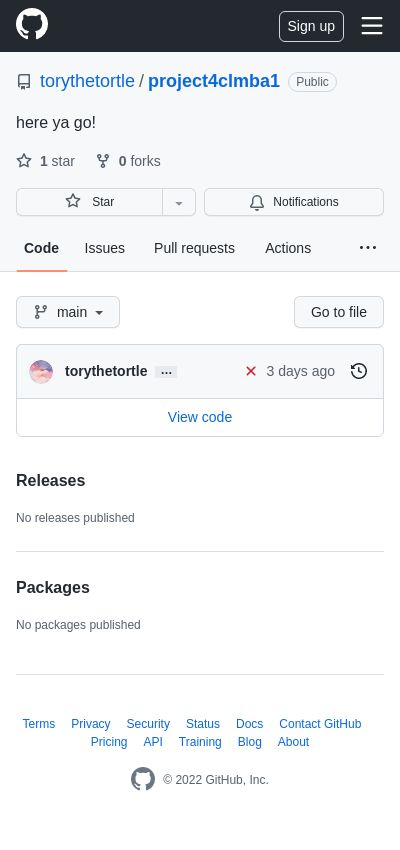 Sign up
torythetortle / project4clmba1 Public
here ya go!
1 star 0 forks
Star Notifications
Code Issues Pull requests Actions
main Go to file
torythetortle ... 3 days ago
View code
Releases
No releases published
Packages
No packages published
Terms Privacy Security Status Docs Contact GitHub
Pricing API Training Blog About
© 2022 GitHub, Inc.